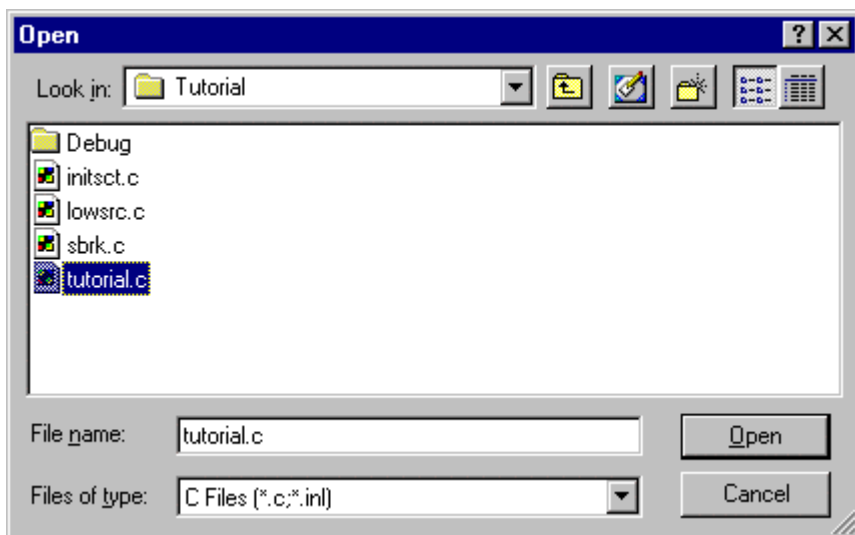 Open
Look in: Tutorial
Debug
initsct.c
lowsrc.c
sbrk.c
tutorial.c
File name: tutorial.c Open
Files of type: C Files (*.c;*.inl) Cancel